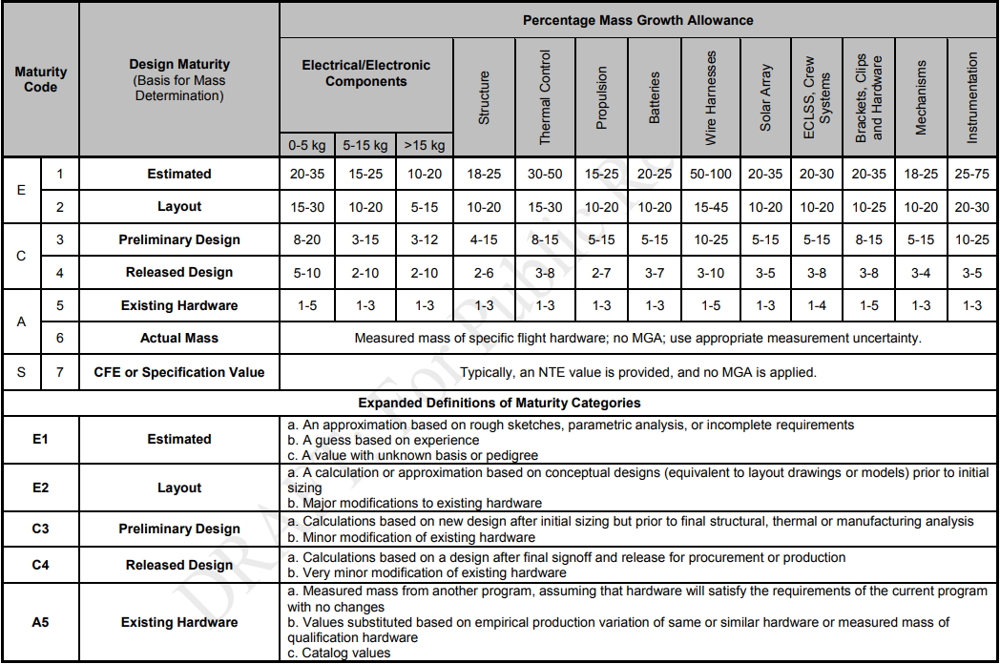 Percentage Mass Growth Allowance
Maturity Code
Design Maturity
(Basis for Mass Determination)
Electrical/Electronic Components
Structure
Thermal Control
Propulsion
Batteries
Wire Harnesses
Solar Array
ECLSS, Crew Systems
Brackets, Clips and Hardware
Mechanisms
Instrumentation
0-5 kg 5-15 kg >15 kg
E
1 Estimated 20-35 15-25 10-20 18-25 30-50 15-25 20-25 50-100 20-35 20-30 20-35 18-25 25-75
2 Layout 15-30 10-20 5-15 10-20 15-30 10-20 10-20 15-45 10-20 10-20 10-25 10-20 20-30
C
3 Preliminary Design 8-20 3-15 3-12 4-15 8-15 5-15 5-15 10-25 5-15 5-15 8-15 5-15 10-25
4 Released Design 5-10 2-10 2-10 2-6 3-8 2-7 3-7 3-10 3-5 3-8 3-8 3-4 3-5
A
5 Existing Hardware 1-5 1-3 1-3 1-3 1-3 1-3 1-3 1-5 1-3 1-4 1-5 1-3 1-3
6 Actual Mass Measured mass of specific flight hardware; no MGA; use appropriate measurement uncertainty.
S 7 CFE or Specification Value Typically, an NTE value is provided, and no MGA is applied.
Expanded Definitions of Maturity Categories
E1 Estimated
a. An approximation based on rough sketches, parametric analysis, or incomplete requirements
b. A guess based on experience
c. A value with unknown basis or pedigree
E2 Layout
a. A calculation or approximation based on conceptual designs (equivalent to layout drawings or models) prior to initial
sizing
b. Major modifications to existing hardware
C3 Preliminary Design
a. Calculations based on new design after initial sizing but prior to final structural, thermal or manufacturing analysis
b. Minor modification of existing hardware
C4 Released Design
a. Calculations based on a design after final signoff and release for procurement or production
b. Very minor modification of existing hardware
A5 Existing Hardware
a. Measured mass from another program, assuming that hardware will satisfy the requirements of the current program
with no changes
b. Values substituted based on empirical production variation of same or similar hardware or measured mass of
qualification hardware
c. Catalog values
DRAFT For Public